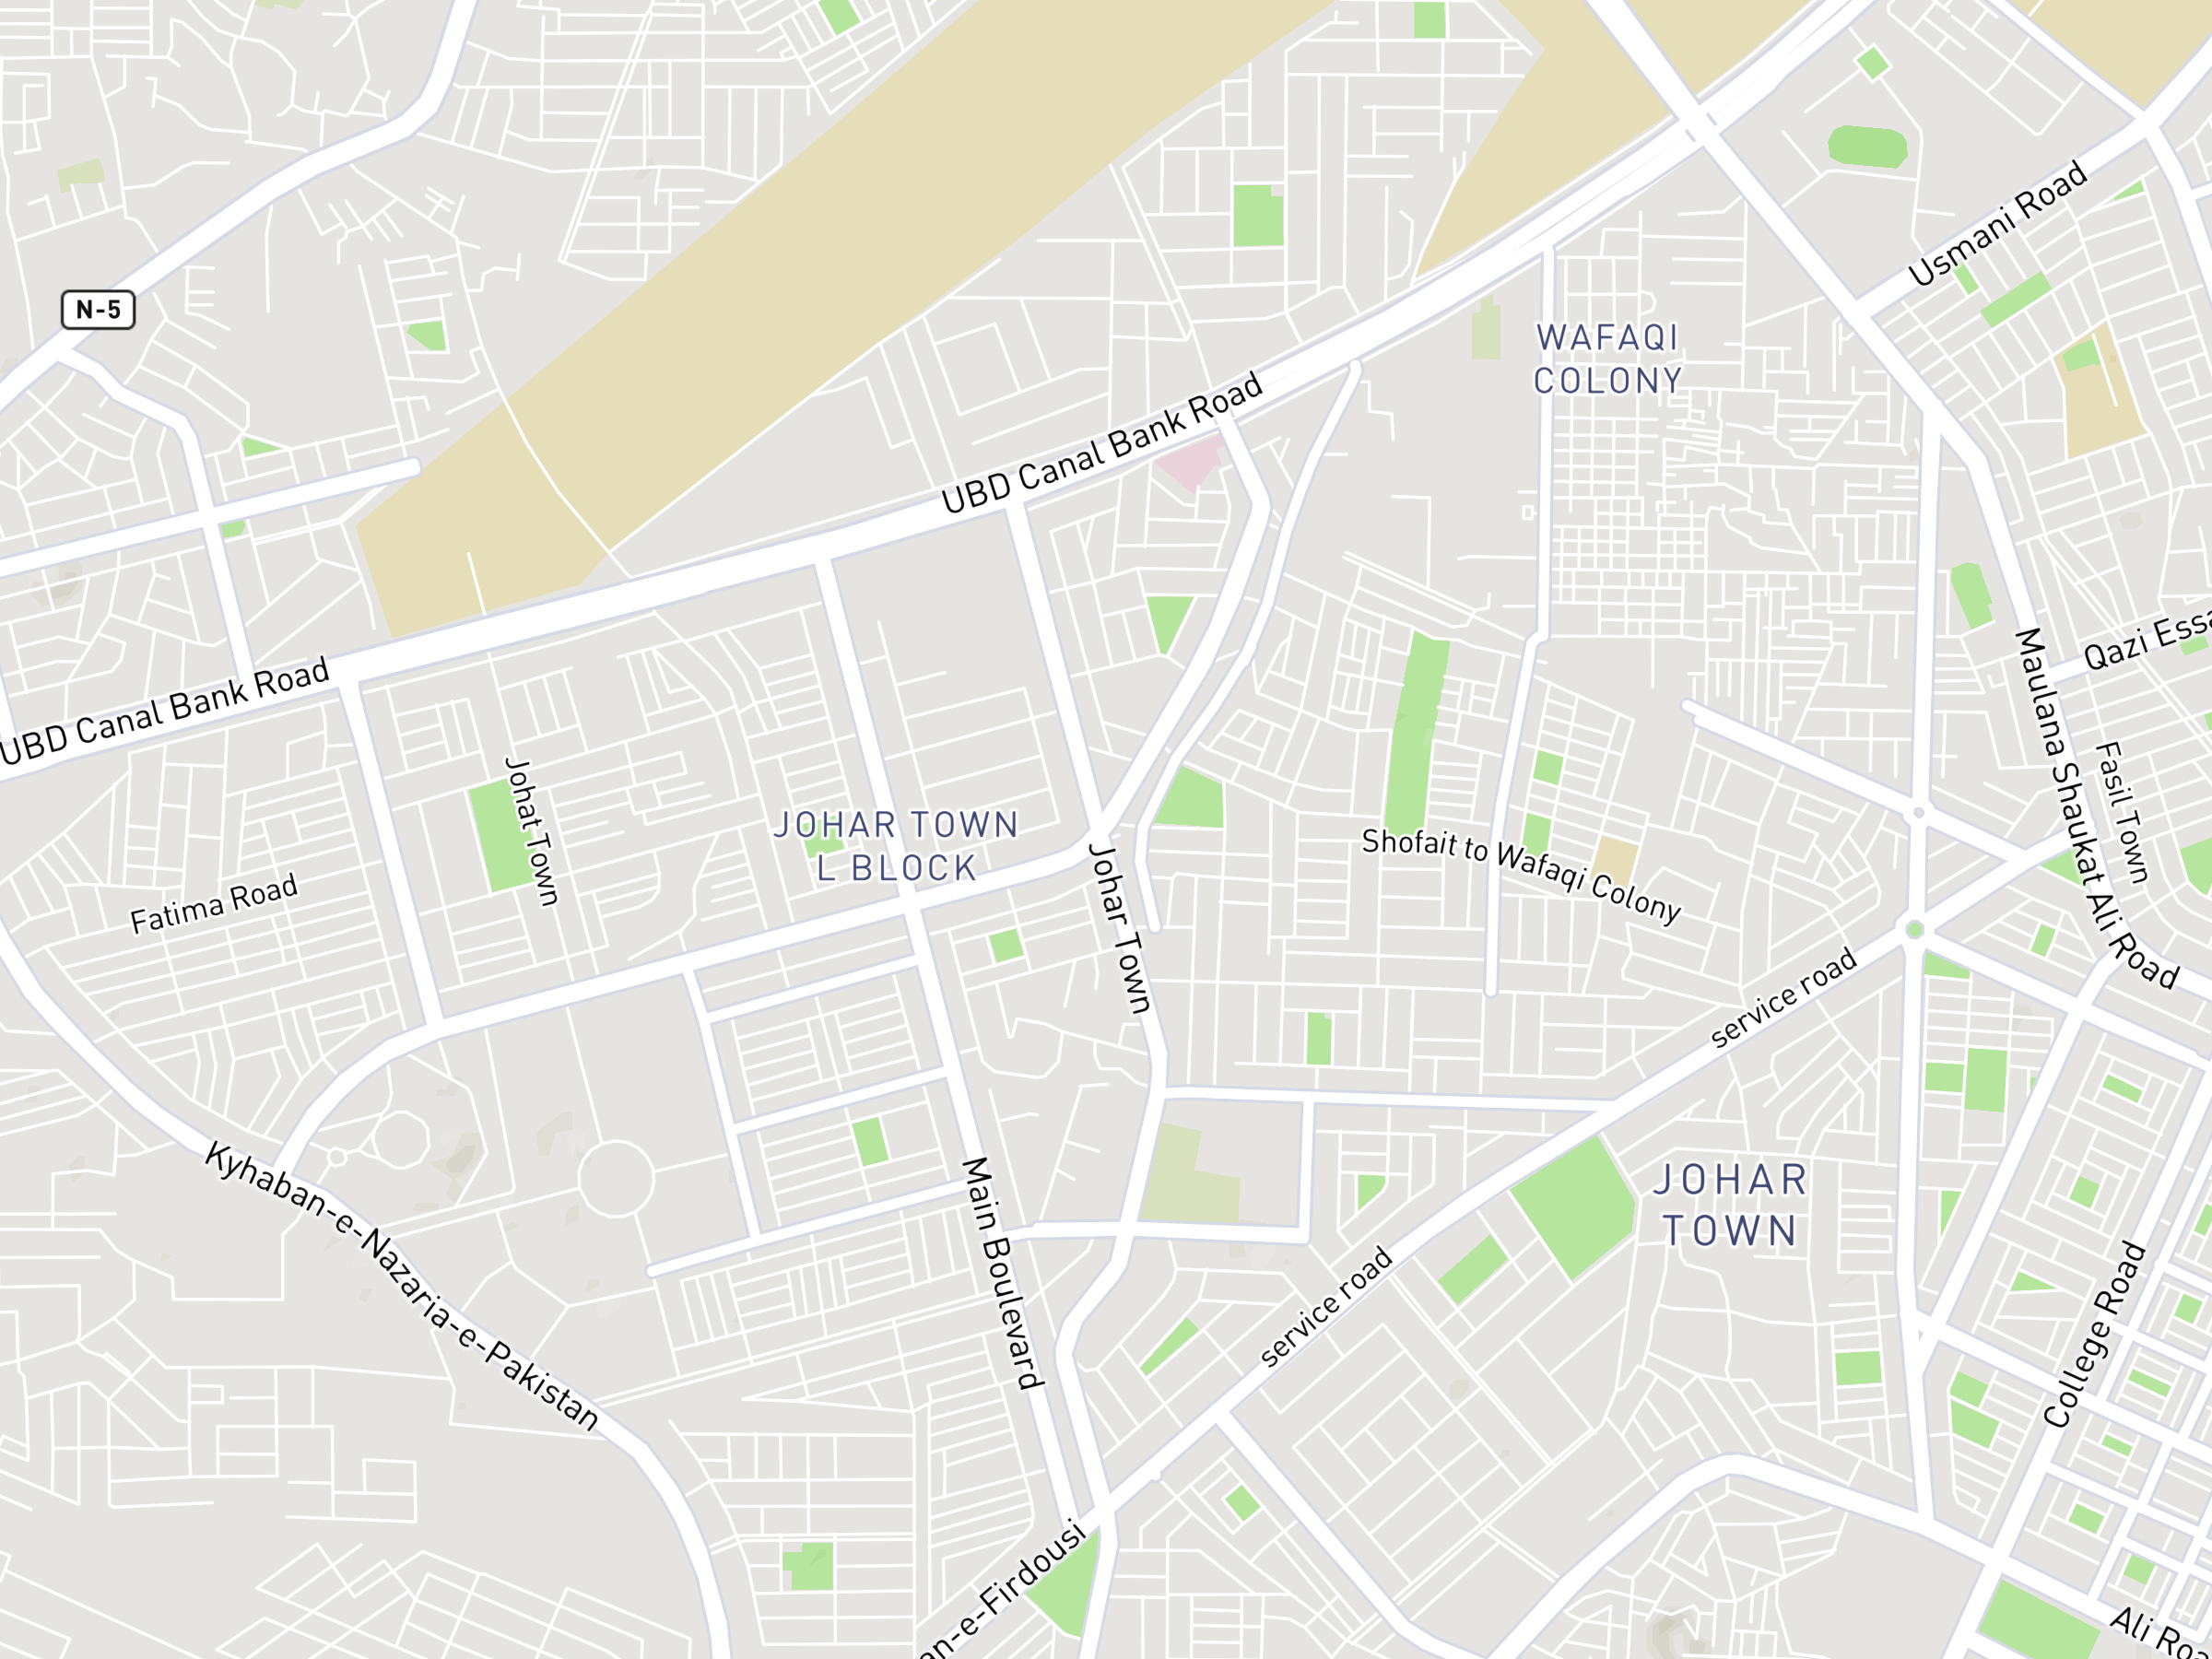 Usmani Road
N-5
WAFAQI
COLONY
UBD Canal Bank Road
UBD Canal Bank Road
Qazi Essa
Maulana Shaukat Ali Road
Fasil Town
Johat Town
JOHAR TOWN
L BLOCK
Johar Town
Shofait to Wafaqi Colony
Fatima Road
service road
Kyhaban-e-Nazaria-e-Pakistan
Main Boulevard
JOHAR
TOWN
service road
College Road
an-e-Firdousi
Ali Roa